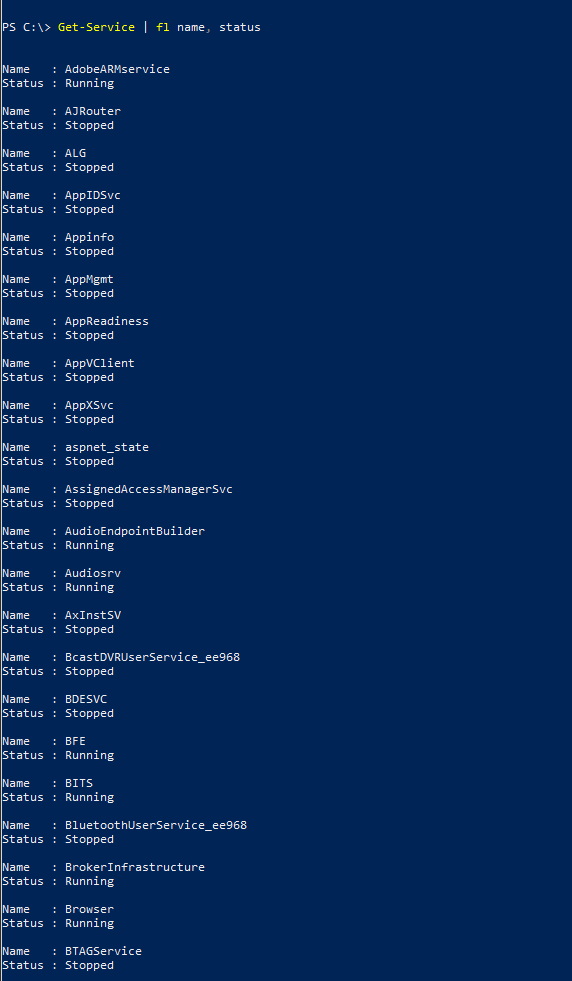 PS C:\> Get-Service | fl name, status
Name   : AdobeARMservice
Status : Running
Name   : AJRouter
Status : Stopped
Name   : ALG
Status : Stopped
Name   : AppIDSvc
Status : Stopped
Name   : Appinfo
Status : Stopped
Name   : AppMgmt
Status : Stopped
Name   : AppReadiness
Status : Stopped
Name   : AppVClient
Status : Stopped
Name   : AppXSvc
Status : Stopped
Name   : aspnet_state
Status : Stopped
Name   : AssignedAccessManagerSvc
Status : Stopped
Name   : AudioEndpointBuilder
Status : Running
Name   : Audiosrv
Status : Running
Name   : AxInstSV
Status : Stopped
Name   : BcastDVRUserService_ee968
Status : Stopped
Name   : BDESVC
Status : Stopped
Name   : BFE
Status : Running
Name   : BITS
Status : Running
Name   : BluetoothUserService_ee968
Status : Stopped
Name   : BrokerInfrastructure
Status : Running
Name   : Browser
Status : Running
Name   : BTAGService
Status : Stopped